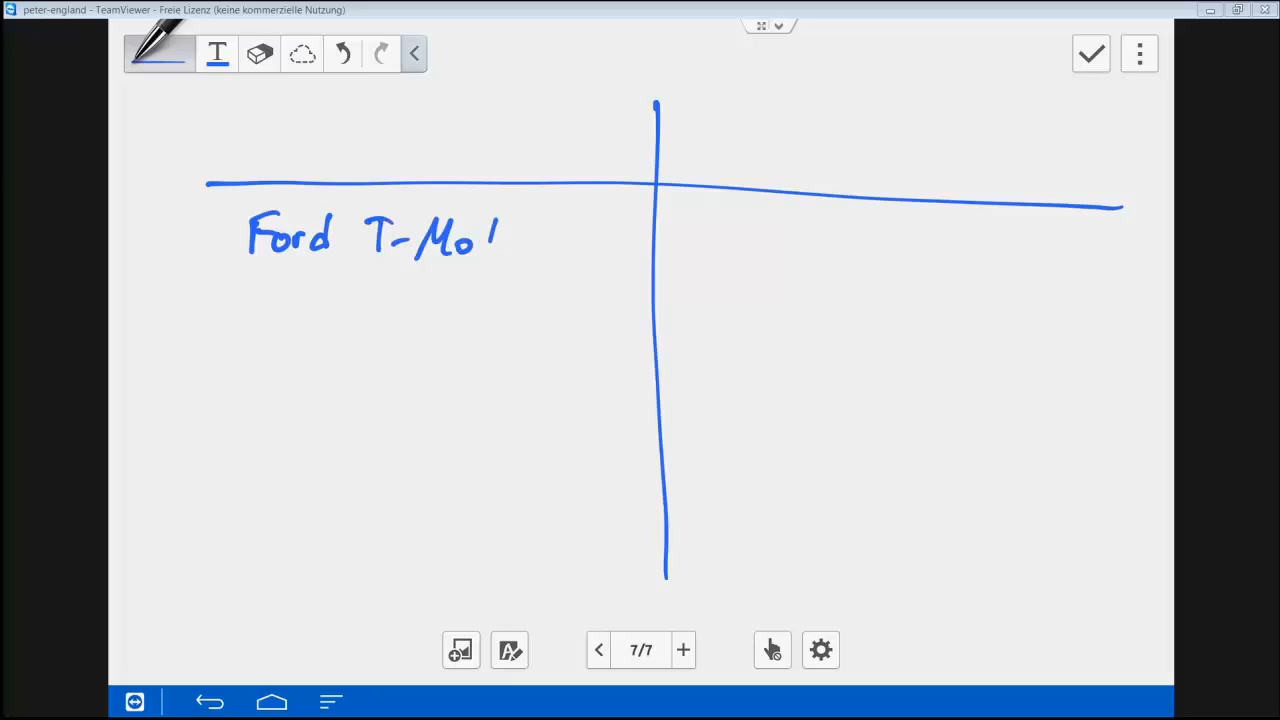 peter-england - TeamViewer - Freie Lizenz (keine kommerzielle Nutzung)
T
Ford T-Mo
A
7/7